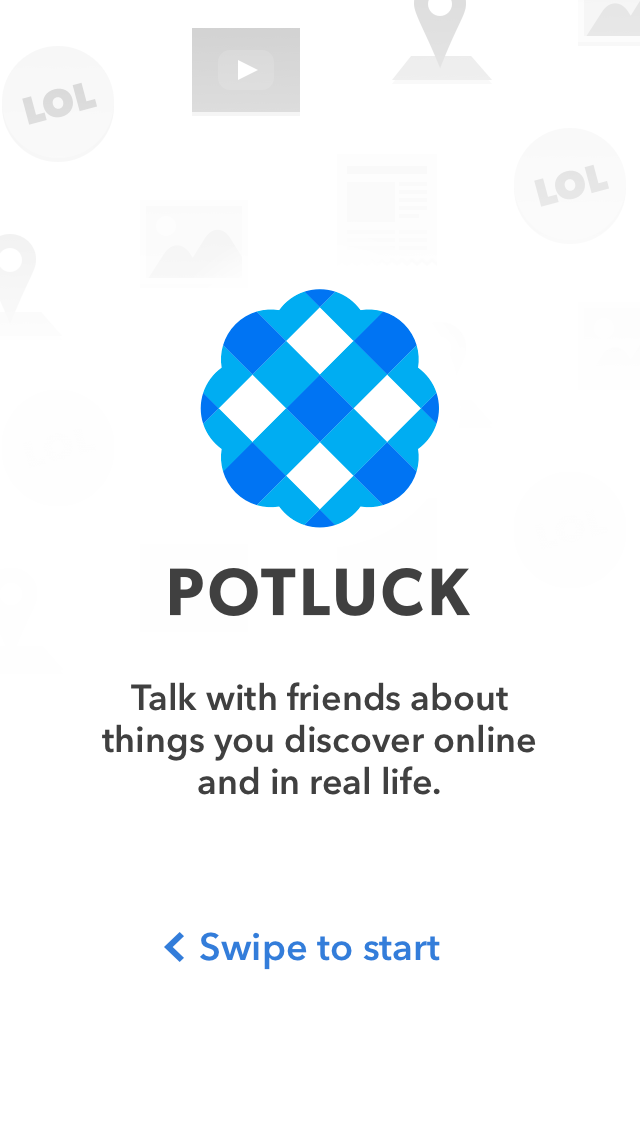 LOL
LOL
POTLUCK
Talk with friends about
things you discover online
and in real life.
Swipe to start